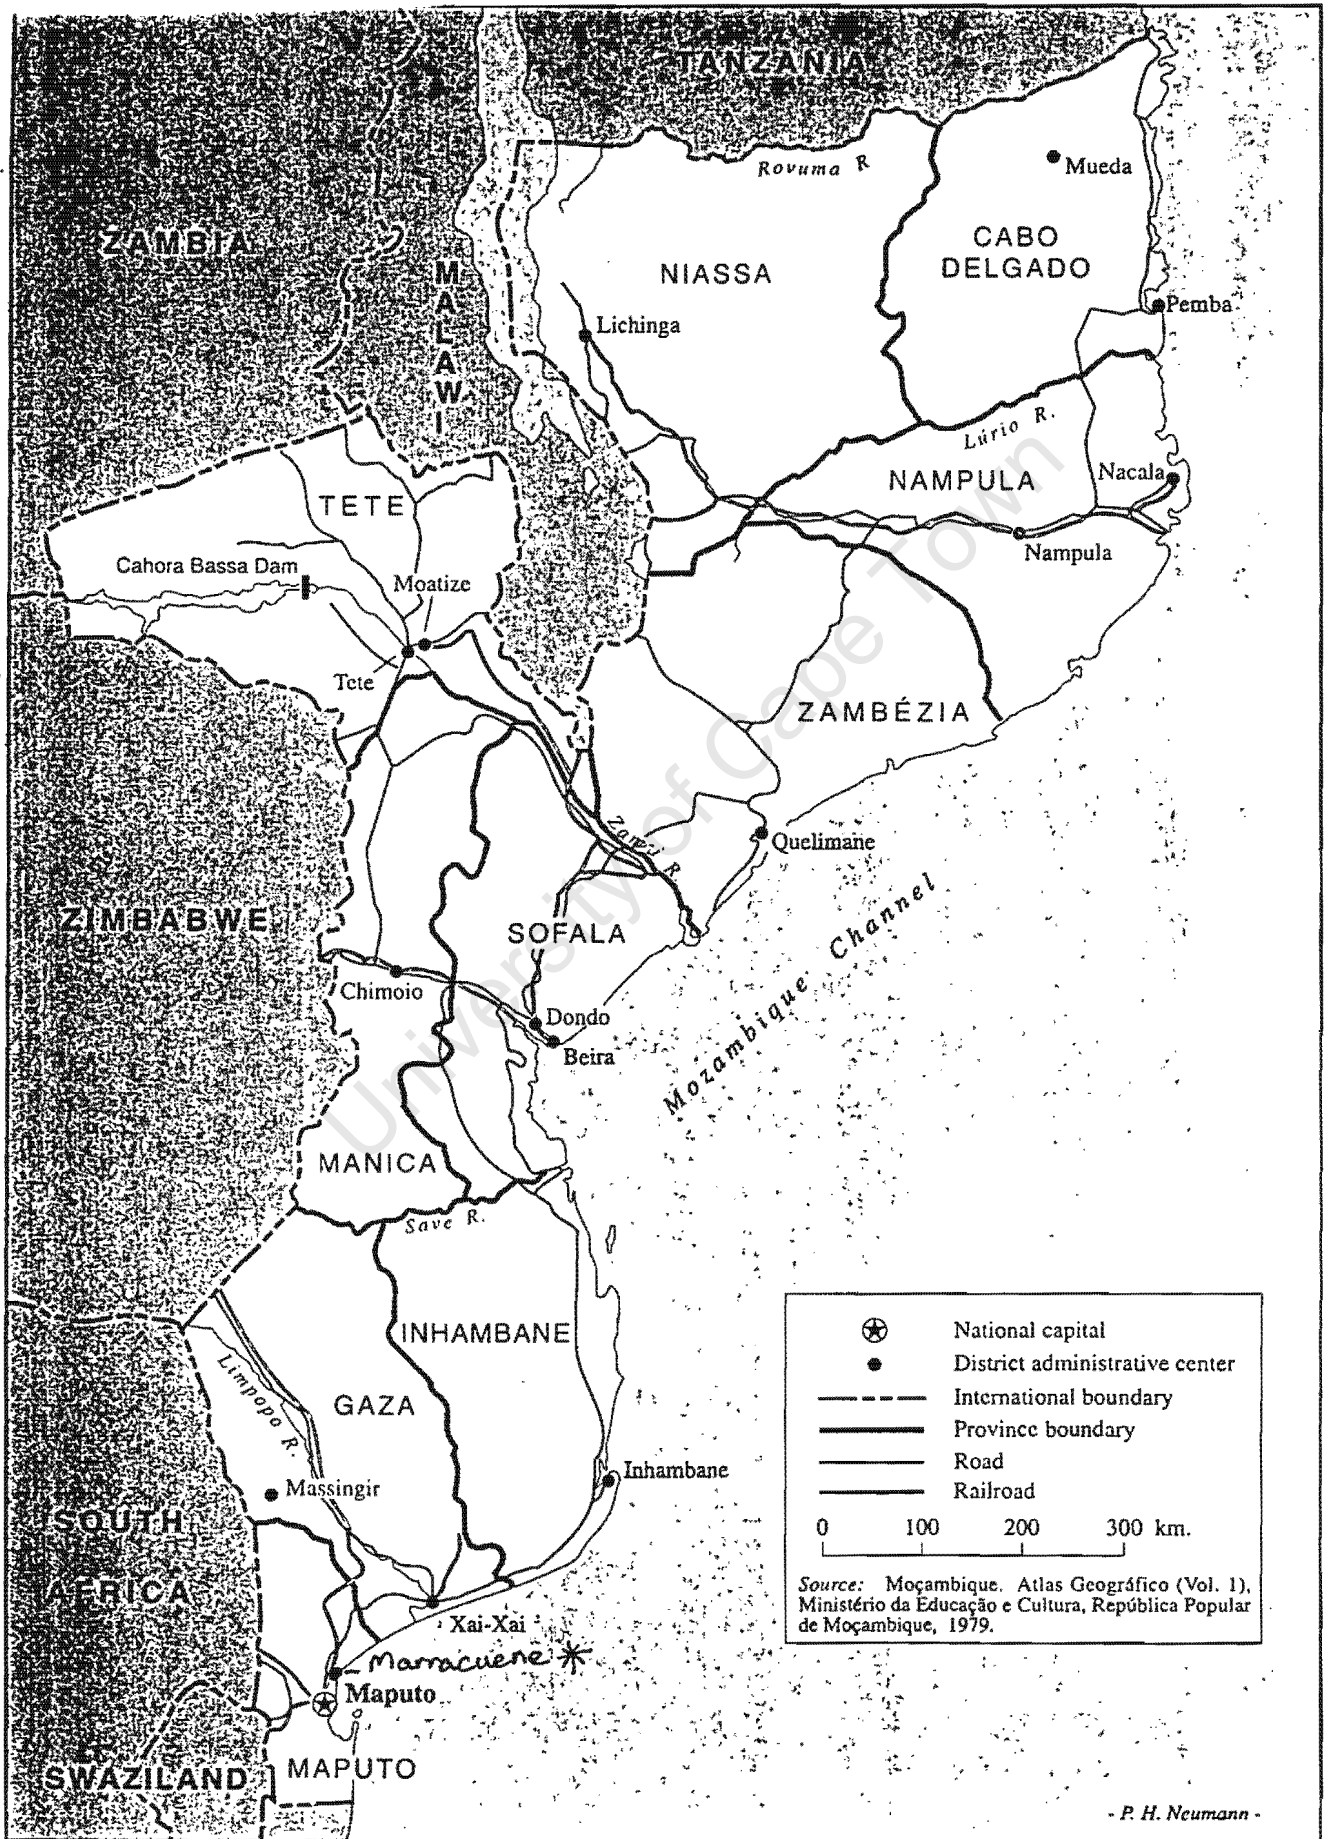 TANZANIA
Rovuma R
Mueda
ZAMBIA
MALAWI
NIASSA
CABO
DELGADO
Lichinga
Pemba
Lúrio R.
NAMPULA
Nacala
TETE
Nampula
Cahora Bassa Dam
Moatize
Tete
ZAMBÉZIA
Quelimane
R.
ZIMBABWE
SOFALA
Mozambique Channel
Chimoio
Dondo
Beira
MANICA
Save R.
INHAMBANE
GAZA
Limpopo R.
Massingir
Inhambane
SOUTH
AFRICA
Xai-Xai
Marracuene *
Maputo
MAPUTO
SWAZILAND
National capital
District administrative center
International boundary
Province boundary
Road
Railroad
0 100 200 300 km.
Source: Moçambique. Atlas Geográfico (Vol. 1),
Ministério da Educação e Cultura, República Popular
de Moçambique, 1979.
- P. H. Neumann -
University of Cape Town